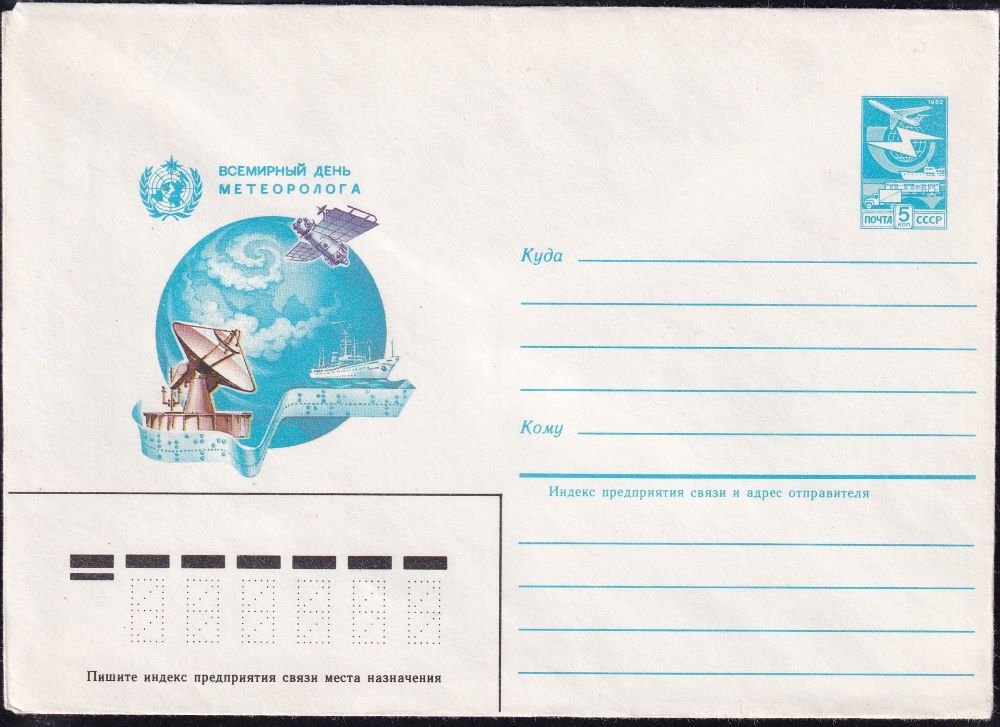 ВСЕМИРНЫЙ ДЕНЬ
МЕТЕОРОЛОГА
1982
ПОЧТА 5 КОП СССР
Куда
Кому
Индекс предприятия связи и адрес отправителя
Пишите индекс предприятия связи места назначения